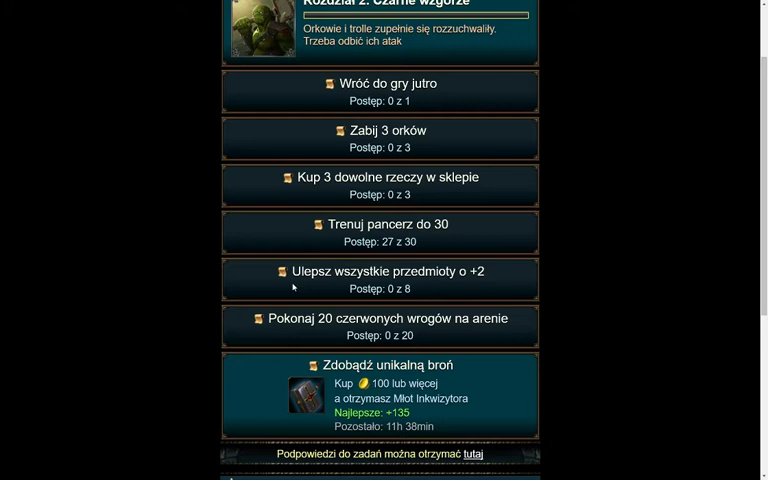 Rozdział 2. Czarne wzgórze
Orkowie i trolle zupełnie się rozzuchwaliły.
Trzeba odbić ich atak
Wróć do gry jutro
Postęp: 0 z 1
Zabij 3 orków
Postęp: 0 z 3
Kup 3 dowolne rzeczy w sklepie
Postęp: 0 z 3
Trenuj pancerz do 30
Postęp: 27 z 30
Ulepsz wszystkie przedmioty o +2
Postęp: 0 z 8
Pokonaj 20 czerwonych wrogów na arenie
Postęp: 0 z 20
Zdobądź unikalną broń
Kup 100 lub więcej
a otrzymasz Młot Inkwizytora
Najlepsze: +135
Pozostało: 11h 38min
Podpowiedzi do zadań można otrzymać tutaj